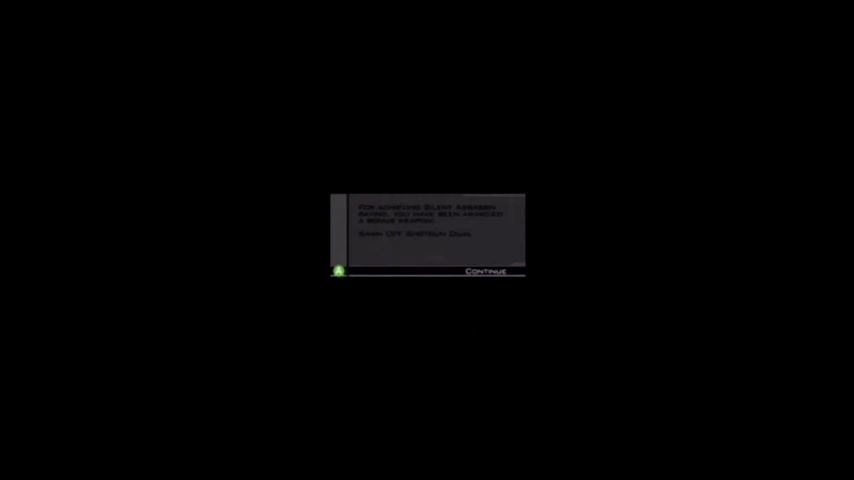 For achieving Silent Assassin
rating, you have been awarded
a bonus weapon:
Sawn Off Shotgun Dual
A Continue